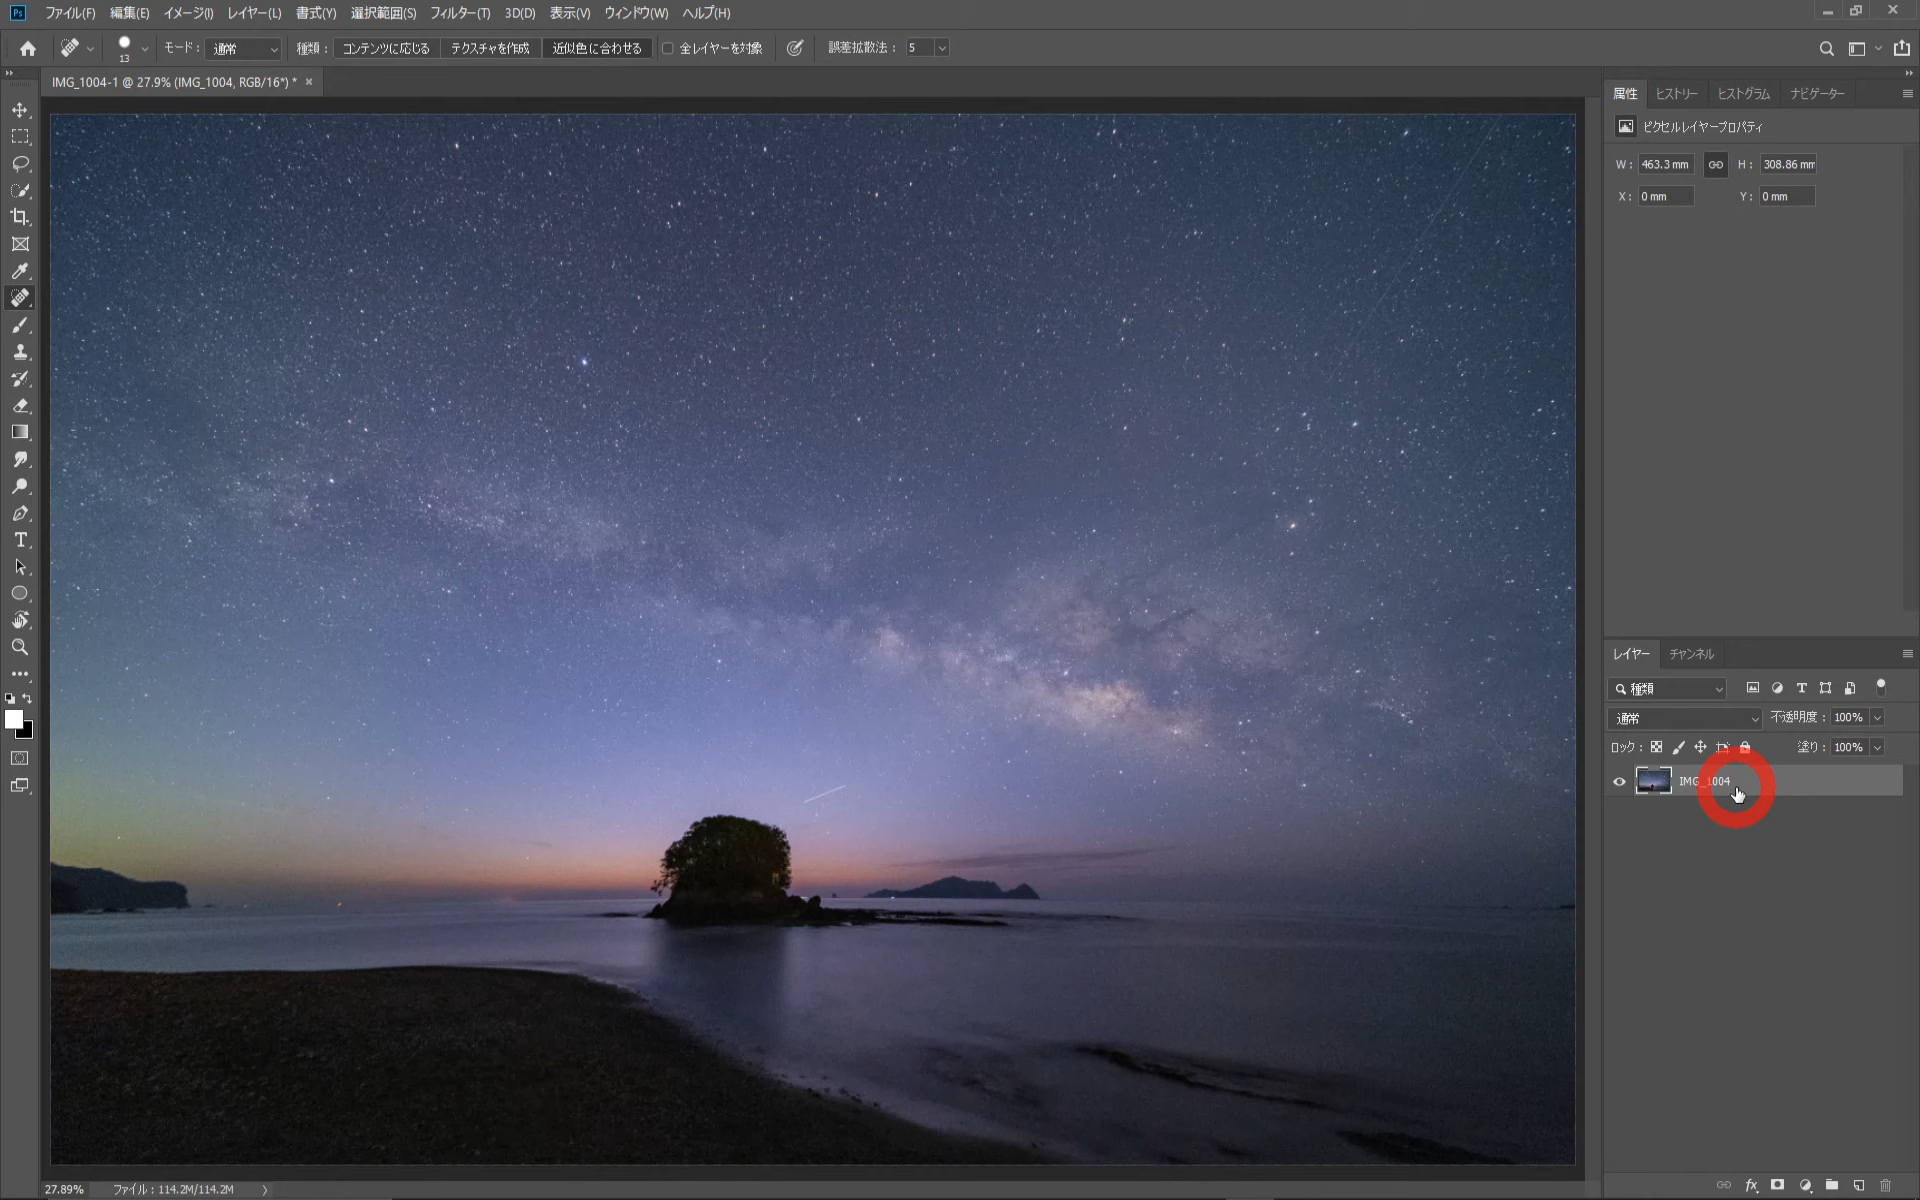 Ps ファイル(F) 編集(E) イメージ(I) レイヤー(L) 書式(Y) 選択範囲(S) フィルター(T) 3D(D) 表示(V) ウィンドウ(W) ヘルプ(H)
13 モード： 通常 種類： コンテンツに応じる テクスチャを作成 近似色に合わせる 全レイヤーを対象 誤差拡散法： 5
IMG_1004-1 @ 27.9% (IMG_1004, RGB/16*) * ×
属性 ヒストリー ヒストグラム ナビゲーター
ピクセルレイヤープロパティ
W： 463.3 mm H： 308.86 mm
X： 0 mm Y： 0 mm
レイヤー チャンネル
種類
通常 不透明度： 100%
ロック： 塗り： 100%
IMG_1004
27.89% ファイル：114.2M/114.2M